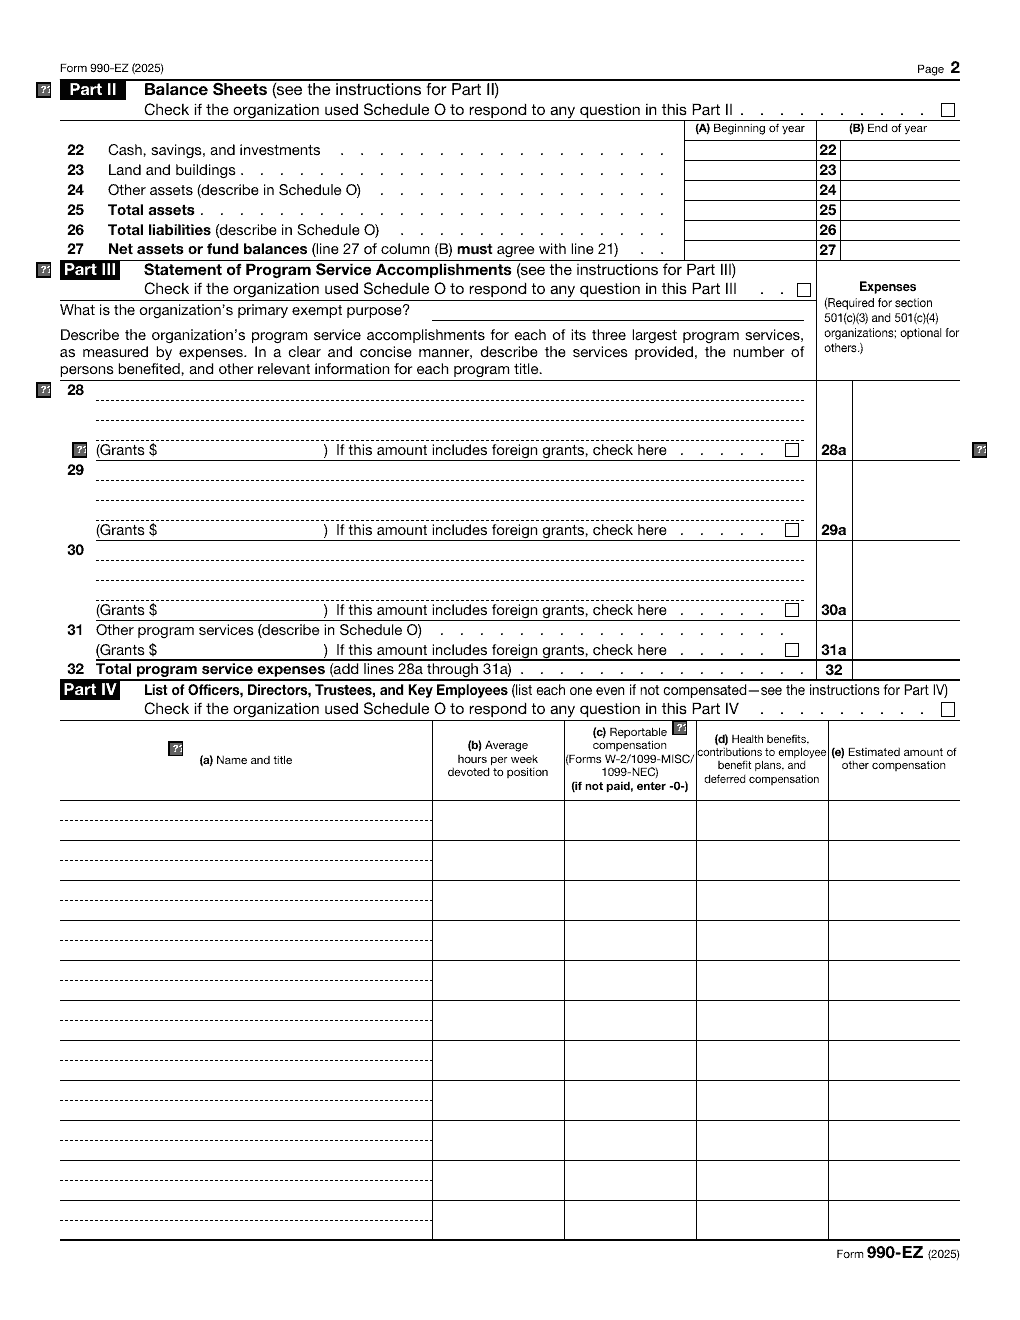 Form 990-EZ (2025) Page 2
Part II Balance Sheets (see the instructions for Part II)
Check if the organization used Schedule O to respond to any question in this Part II . . . . . . . . . .
(A) Beginning of year (B) End of year
22 Cash, savings, and investments . . . . . . . . . . . . . . . . . 22
23 Land and buildings . . . . . . . . . . . . . . . . . . . . . . 23
24 Other assets (describe in Schedule O) . . . . . . . . . . . . . . . 24
25 Total assets . . . . . . . . . . . . . . . . . . . . . . . . 25
26 Total liabilities (describe in Schedule O) . . . . . . . . . . . . . . 26
27 Net assets or fund balances (line 27 of column (B) must agree with line 21) . . 27
Part III Statement of Program Service Accomplishments (see the instructions for Part III)
Check if the organization used Schedule O to respond to any question in this Part III . .
What is the organization's primary exempt purpose?
Describe the organization's program service accomplishments for each of its three largest program services,
as measured by expenses. In a clear and concise manner, describe the services provided, the number of
persons benefited, and other relevant information for each program title.
Expenses
(Required for section
501(c)(3) and 501(c)(4)
organizations; optional for
others.)
28
(Grants $ ) If this amount includes foreign grants, check here . . . . . 28a
29
(Grants $ ) If this amount includes foreign grants, check here . . . . . 29a
30
(Grants $ ) If this amount includes foreign grants, check here . . . . . 30a
31 Other program services (describe in Schedule O) . . . . . . . . . . . . . . . . . .
(Grants $ ) If this amount includes foreign grants, check here . . . . . 31a
32 Total program service expenses (add lines 28a through 31a) . . . . . . . . . . . . . . . 32
Part IV List of Officers, Directors, Trustees, and Key Employees (list each one even if not compensated—see the instructions for Part IV)
Check if the organization used Schedule O to respond to any question in this Part IV . . . . . . . . .
(a) Name and title
(b) Average
hours per week
devoted to position
(c) Reportable
compensation
(Forms W-2/1099-MISC/
1099-NEC)
(if not paid, enter -0-)
(d) Health benefits,
contributions to employee
benefit plans, and
deferred compensation
(e) Estimated amount of
other compensation
Form 990-EZ (2025)